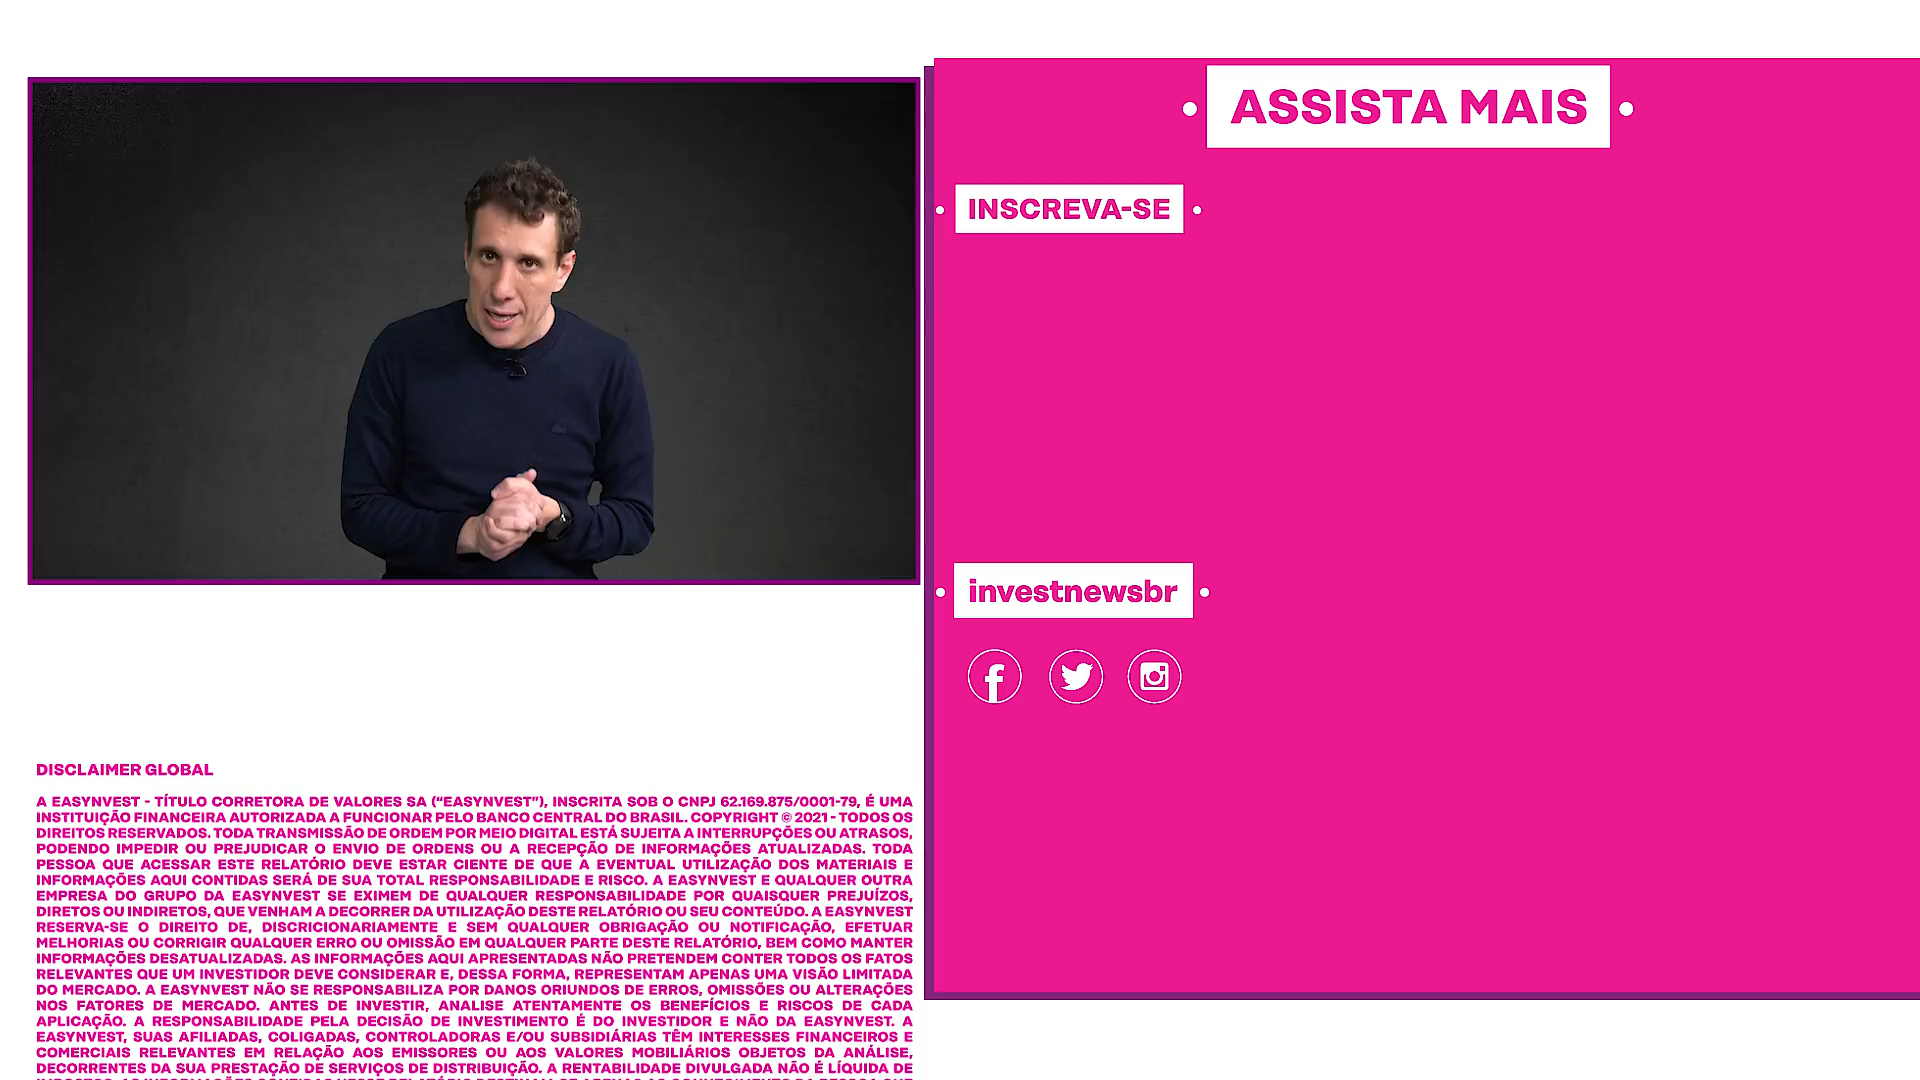 ASSISTA MAIS
INSCREVA-SE
investnewsbr
DISCLAIMER GLOBAL
A EASYNVEST - TÍTULO CORRETORA DE VALORES SA (“EASYNVEST”), INSCRITA SOB O CNPJ 62.169.875/0001-79, É UMA
INSTITUIÇÃO FINANCEIRA AUTORIZADA A FUNCIONAR PELO BANCO CENTRAL DO BRASIL. COPYRIGHT © 2021 - TODOS OS
DIREITOS RESERVADOS. TODA TRANSMISSÃO DE ORDEM POR MEIO DIGITAL ESTÁ SUJEITA A INTERRUPÇÕES OU ATRASOS,
PODENDO IMPEDIR OU PREJUDICAR O ENVIO DE ORDENS OU A RECEPÇÃO DE INFORMAÇÕES ATUALIZADAS. TODA
PESSOA QUE ACESSAR ESTE RELATÓRIO DEVE ESTAR CIENTE DE QUE A EVENTUAL UTILIZAÇÃO DOS MATERIAIS E
INFORMAÇÕES AQUI CONTIDAS SERÁ DE SUA TOTAL RESPONSABILIDADE E RISCO. A EASYNVEST E QUALQUER OUTRA
EMPRESA DO GRUPO DA EASYNVEST SE EXIMEM DE QUALQUER RESPONSABILIDADE POR QUAISQUER PREJUÍZOS,
DIRETOS OU INDIRETOS, QUE VENHAM A DECORRER DA UTILIZAÇÃO DESTE RELATÓRIO OU SEU CONTEÚDO. A EASYNVEST
RESERVA-SE O DIREITO DE, DISCRICIONARIAMENTE E SEM QUALQUER OBRIGAÇÃO OU NOTIFICAÇÃO, EFETUAR
MELHORIAS OU CORRIGIR QUALQUER ERRO OU OMISSÃO EM QUALQUER PARTE DESTE RELATÓRIO, BEM COMO MANTER
INFORMAÇÕES DESATUALIZADAS. AS INFORMAÇÕES AQUI APRESENTADAS NÃO PRETENDEM CONTER TODOS OS FATOS
RELEVANTES QUE UM INVESTIDOR DEVE CONSIDERAR E, DESSA FORMA, REPRESENTAM APENAS UMA VISÃO LIMITADA
DO MERCADO. A EASYNVEST NÃO SE RESPONSABILIZA POR DANOS ORIUNDOS DE ERROS, OMISSÕES OU ALTERAÇÕES
NOS FATORES DE MERCADO. ANTES DE INVESTIR, ANALISE ATENTAMENTE OS BENEFÍCIOS E RISCOS DE CADA
APLICAÇÃO. A RESPONSABILIDADE PELA DECISÃO DE INVESTIMENTO É DO INVESTIDOR E NÃO DA EASYNVEST. A
EASYNVEST, SUAS AFILIADAS, COLIGADAS, CONTROLADORAS E/OU SUBSIDIÁRIAS TÊM INTERESSES FINANCEIROS E
COMERCIAIS RELEVANTES EM RELAÇÃO AOS EMISSORES OU AOS VALORES MOBILIÁRIOS OBJETOS DA ANÁLISE,
DECORRENTES DA SUA PRESTAÇÃO DE SERVIÇOS DE DISTRIBUIÇÃO. A RENTABILIDADE DIVULGADA NÃO É LÍQUIDA DE